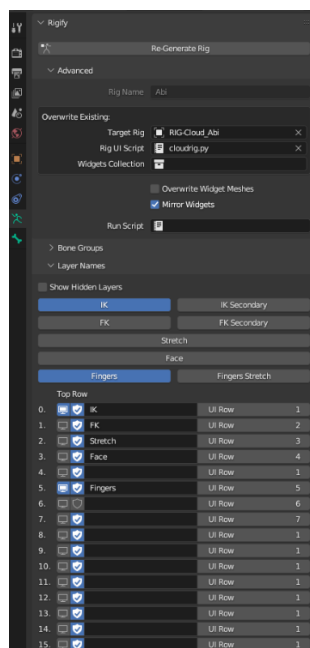 Rigify
Re-Generate Rig
Advanced
Rig Name Abi
Overwrite Existing:
Target Rig RIG-Cloud_Abi
Rig UI Script cloudrig.py
Widgets Collection
Overwrite Widget Meshes
Mirror Widgets
Run Script
Bone Groups
Layer Names
Show Hidden Layers
IK IK Secondary
FK FK Secondary
Stretch
Face
Fingers Fingers Stretch
Top Row
0. IK UI Row 1
1. FK UI Row 2
2. Stretch UI Row 3
3. Face UI Row 4
4. UI Row 1
5. Fingers UI Row 5
6. UI Row 6
7. UI Row 7
8. UI Row 1
9. UI Row 1
10. UI Row 1
11. UI Row 1
12. UI Row 1
13. UI Row 1
14. UI Row 1
15. UI Row 1